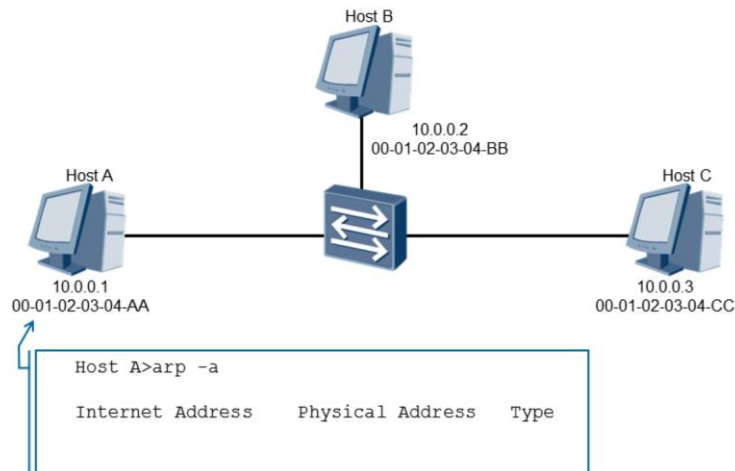 Host B
10.0.0.2
00-01-02-03-04-BB
Host A
Host C
10.0.0.1
00-01-02-03-04-AA
10.0.0.3
00-01-02-03-04-CC
Host A>arp -a
Internet Address Physical Address Type